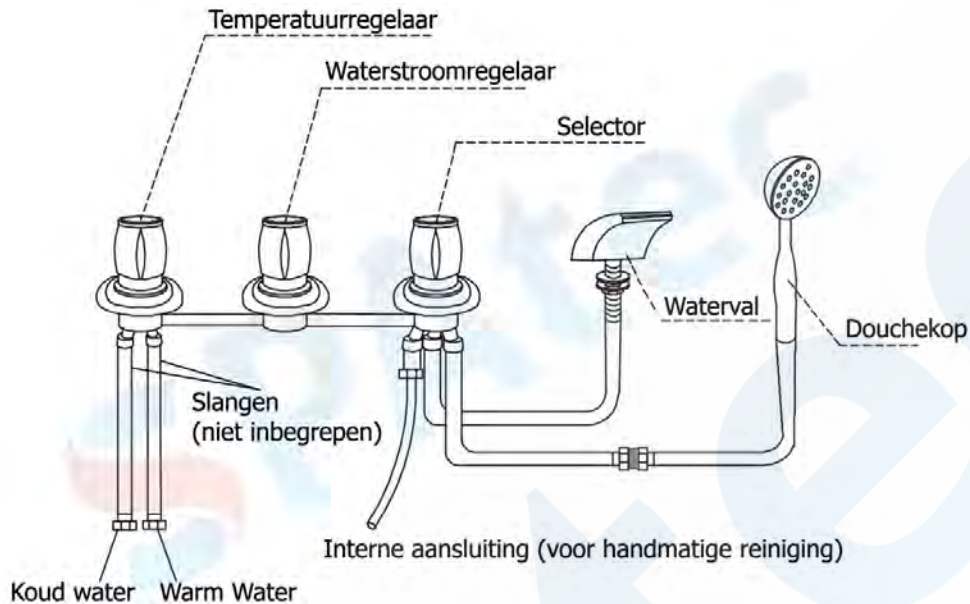 Temperatuurregelaar
Waterstroomregelaar
Selector
Waterval
Douchekop
Slangen
(niet inbegrepen)
Interne aansluiting (voor handmatige reiniging)
Koud water
Warm Water